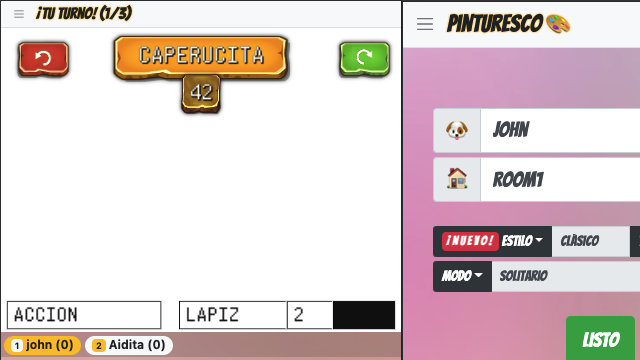 ¡TU TURNO! (1/3)
CAPERUCITA
42
ACCION
LAPIZ
2
1 john (0)
2 Aidita (0)
PINTURESCO
JOHN
ROOM1
¡NUEVO! ESTILO
CLÁSICO
MODO
SOLITARIO
LISTO